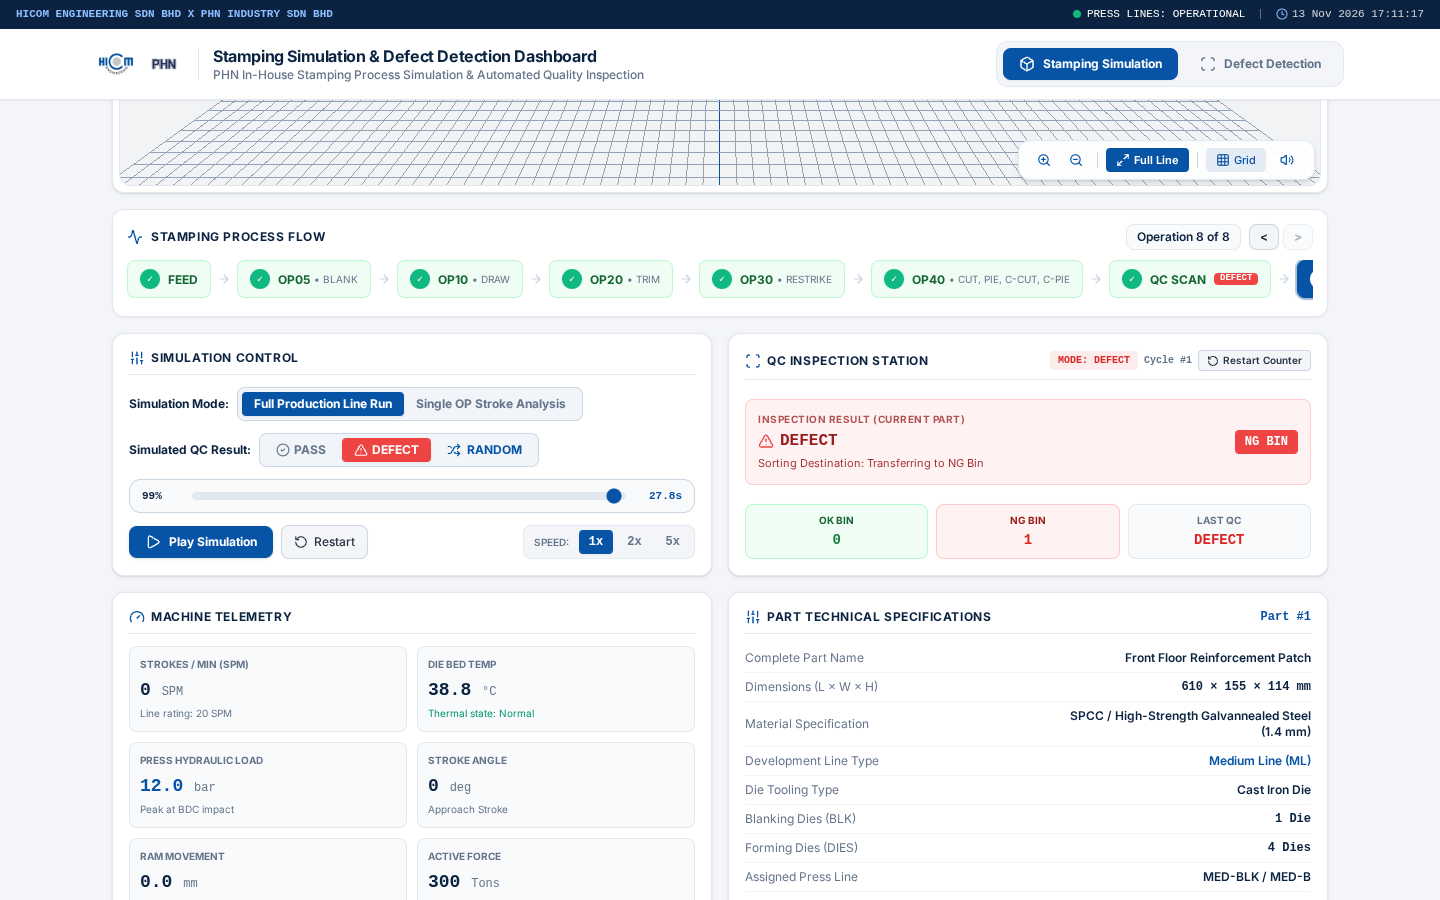 HICOM ENGINEERING SDN BHD X PHN INDUSTRY SDN BHD
PRESS LINES: OPERATIONAL | 13 Nov 2026 17:11:17
HICOM
PHN
Stamping Simulation & Defect Detection Dashboard
PHN In-House Stamping Process Simulation & Automated Quality Inspection
Stamping Simulation
Defect Detection
Full Line
Grid
STAMPING PROCESS FLOW
Operation 8 of 8
<
>
✓ FEED → ✓ OP05 • BLANK → ✓ OP10 • DRAW → ✓ OP20 • TRIM → ✓ OP30 • RESTRIKE → ✓ OP40 • CUT, PIE, C-CUT, C-PIE → ✓ QC SCAN DEFECT →
SIMULATION CONTROL
Simulation Mode: Full Production Line Run Single OP Stroke Analysis
Simulated QC Result: PASS DEFECT RANDOM
99% 27.8s
Play Simulation Restart SPEED: 1x 2x 5x
QC INSPECTION STATION
MODE: DEFECT Cycle #1 Restart Counter
INSPECTION RESULT (CURRENT PART)
DEFECT
Sorting Destination: Transferring to NG Bin
NG BIN
OK BIN
0
NG BIN
1
LAST QC
DEFECT
MACHINE TELEMETRY
STROKES / MIN (SPM)
0 SPM
Line rating: 20 SPM
DIE BED TEMP
38.8 °C
Thermal state: Normal
PRESS HYDRAULIC LOAD
12.0 bar
Peak at BDC impact
STROKE ANGLE
0 deg
Approach Stroke
RAM MOVEMENT
0.0 mm
ACTIVE FORCE
300 Tons
PART TECHNICAL SPECIFICATIONS
Part #1
Complete Part Name Front Floor Reinforcement Patch
Dimensions (L × W × H) 610 × 155 × 114 mm
Material Specification SPCC / High-Strength Galvannealed Steel
(1.4 mm)
Development Line Type Medium Line (ML)
Die Tooling Type Cast Iron Die
Blanking Dies (BLK) 1 Die
Forming Dies (DIES) 4 Dies
Assigned Press Line MED-BLK / MED-B